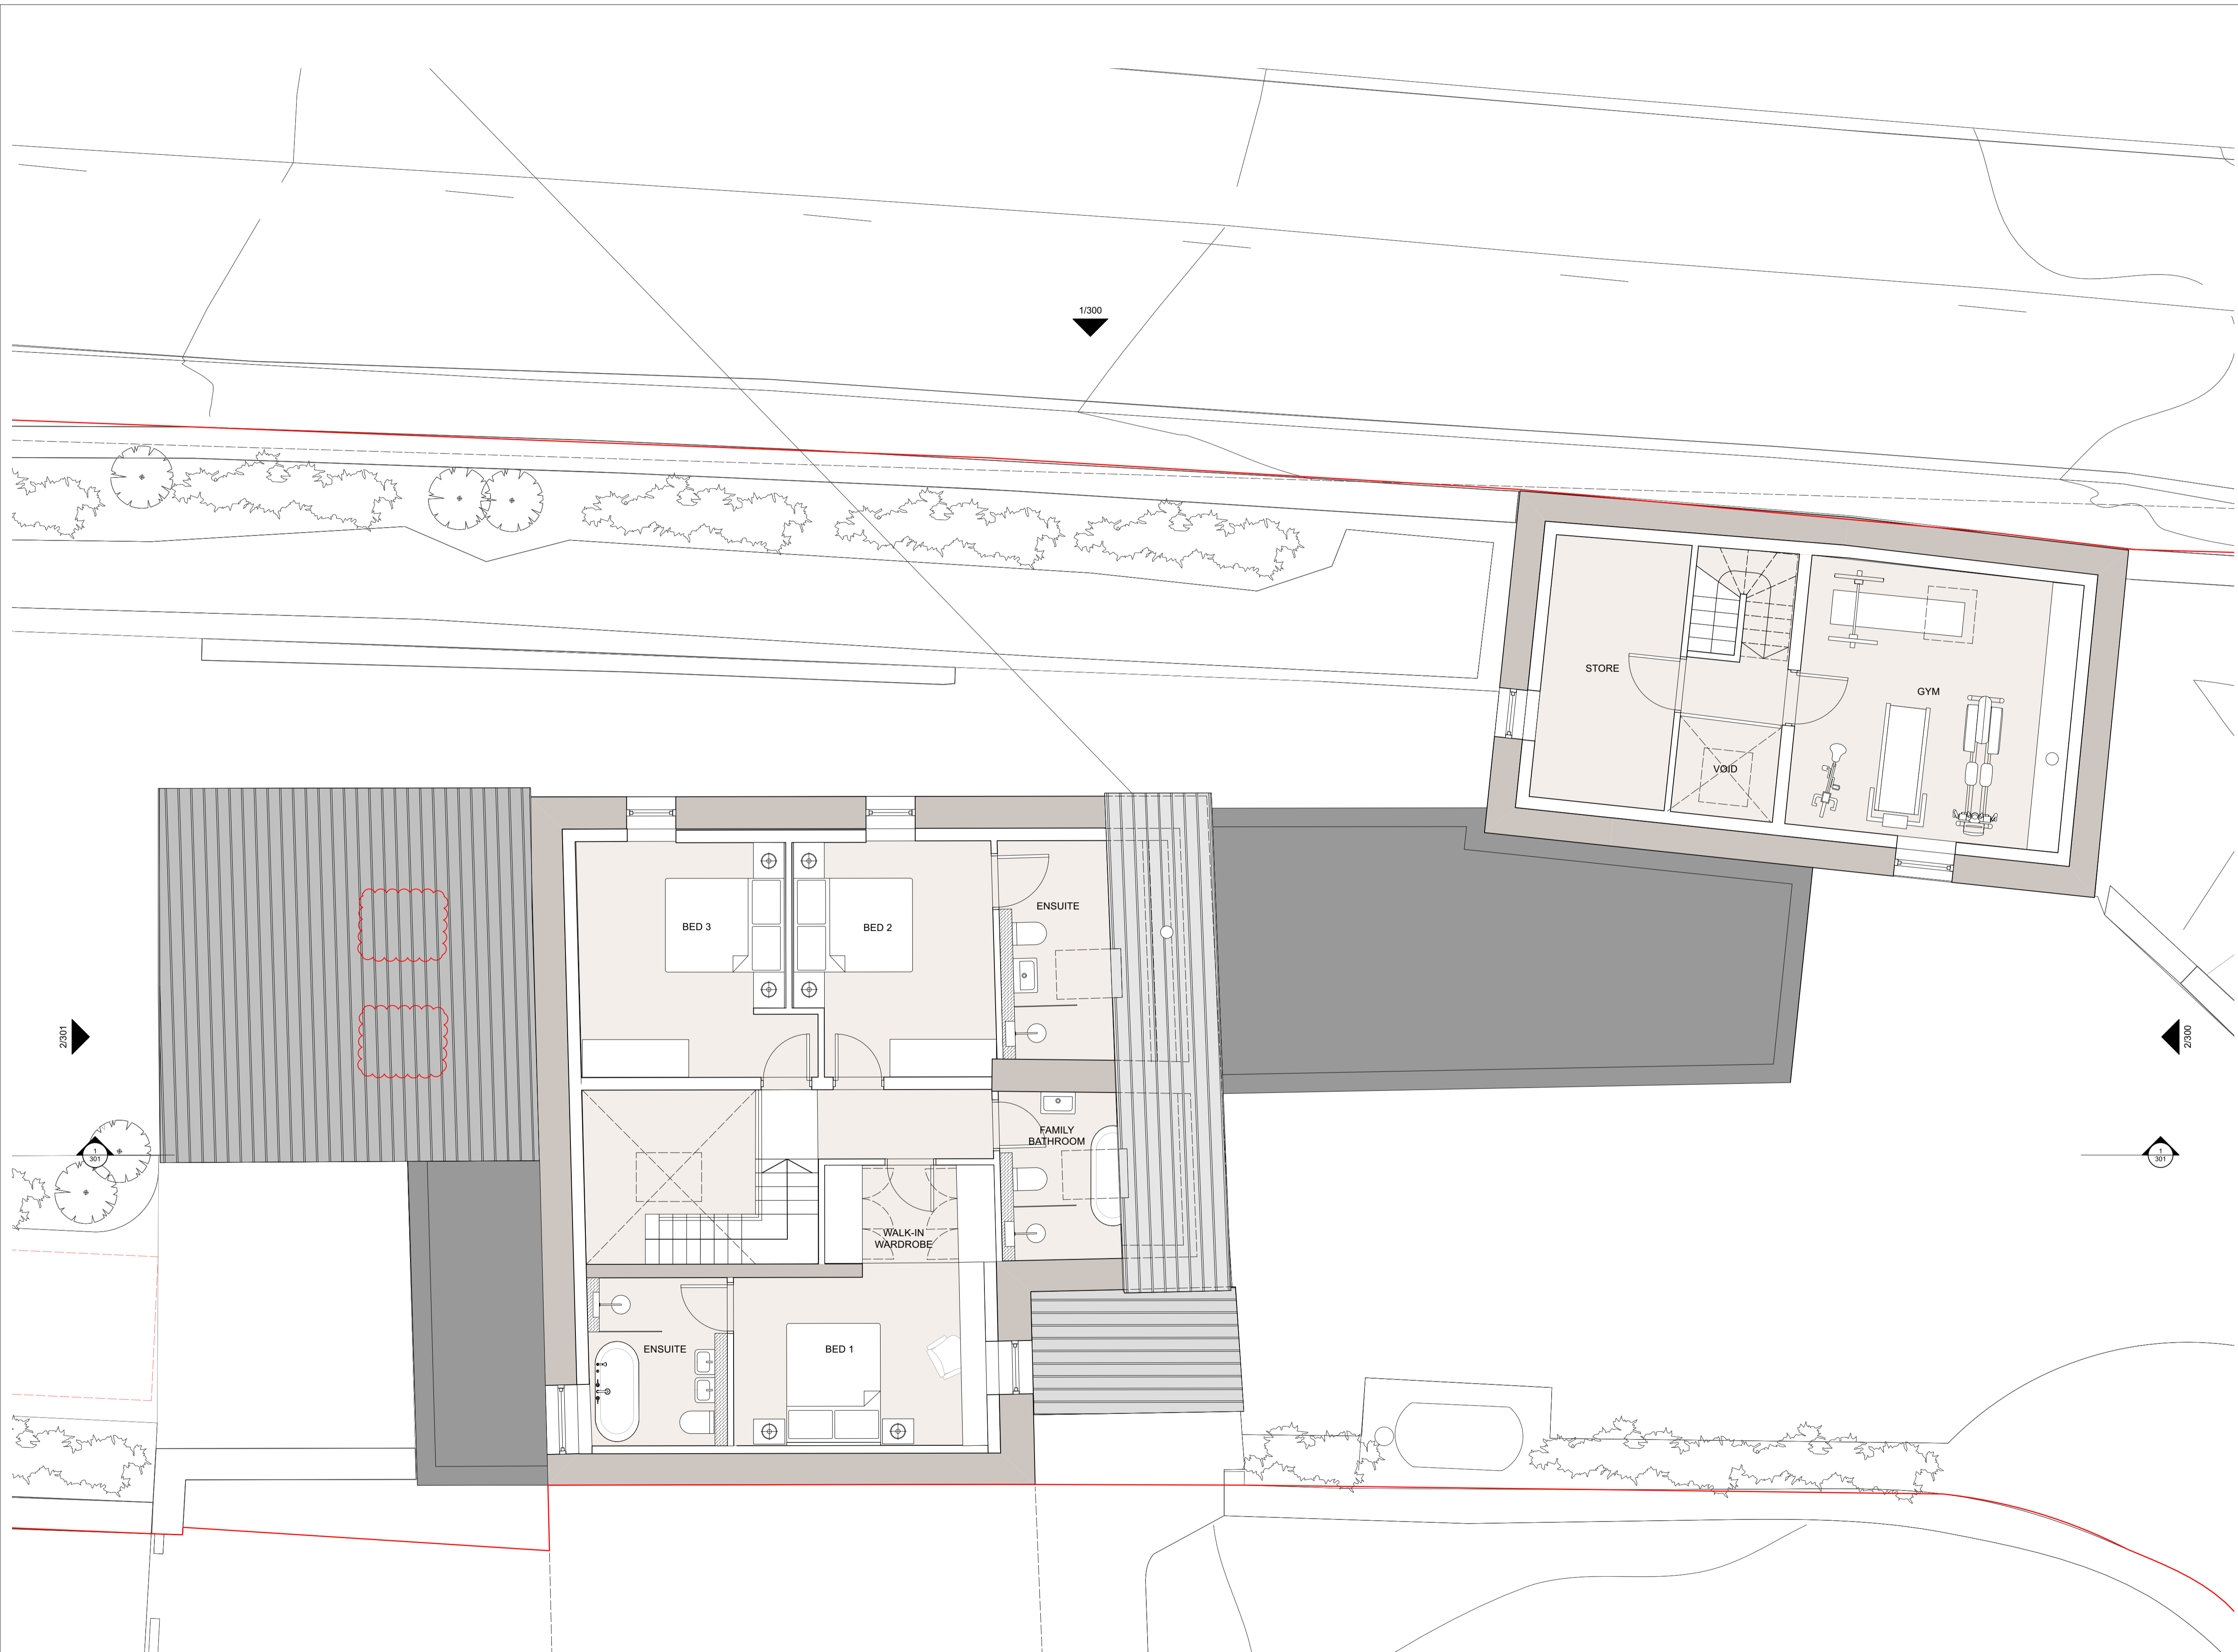 1/300
STORE
GYM
VOID
BED 3
BED 2
ENSUITE
2/301
2/300
FAMILY
BATHROOM
1
301
1
301
WALK-IN
WARDROBE
ENSUITE
BED 1